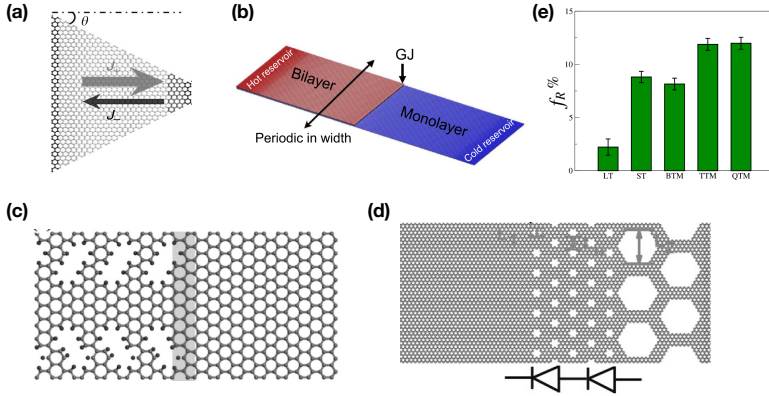 (a)
θ
J₊
J₋
(b)
GJ
Hot reservoir
Bilayer
Monolayer
Periodic in width
Cold reservoir
(e)
15
10
5
0
f_R %
LT ST BTM TTM QTM
(c)
(d)